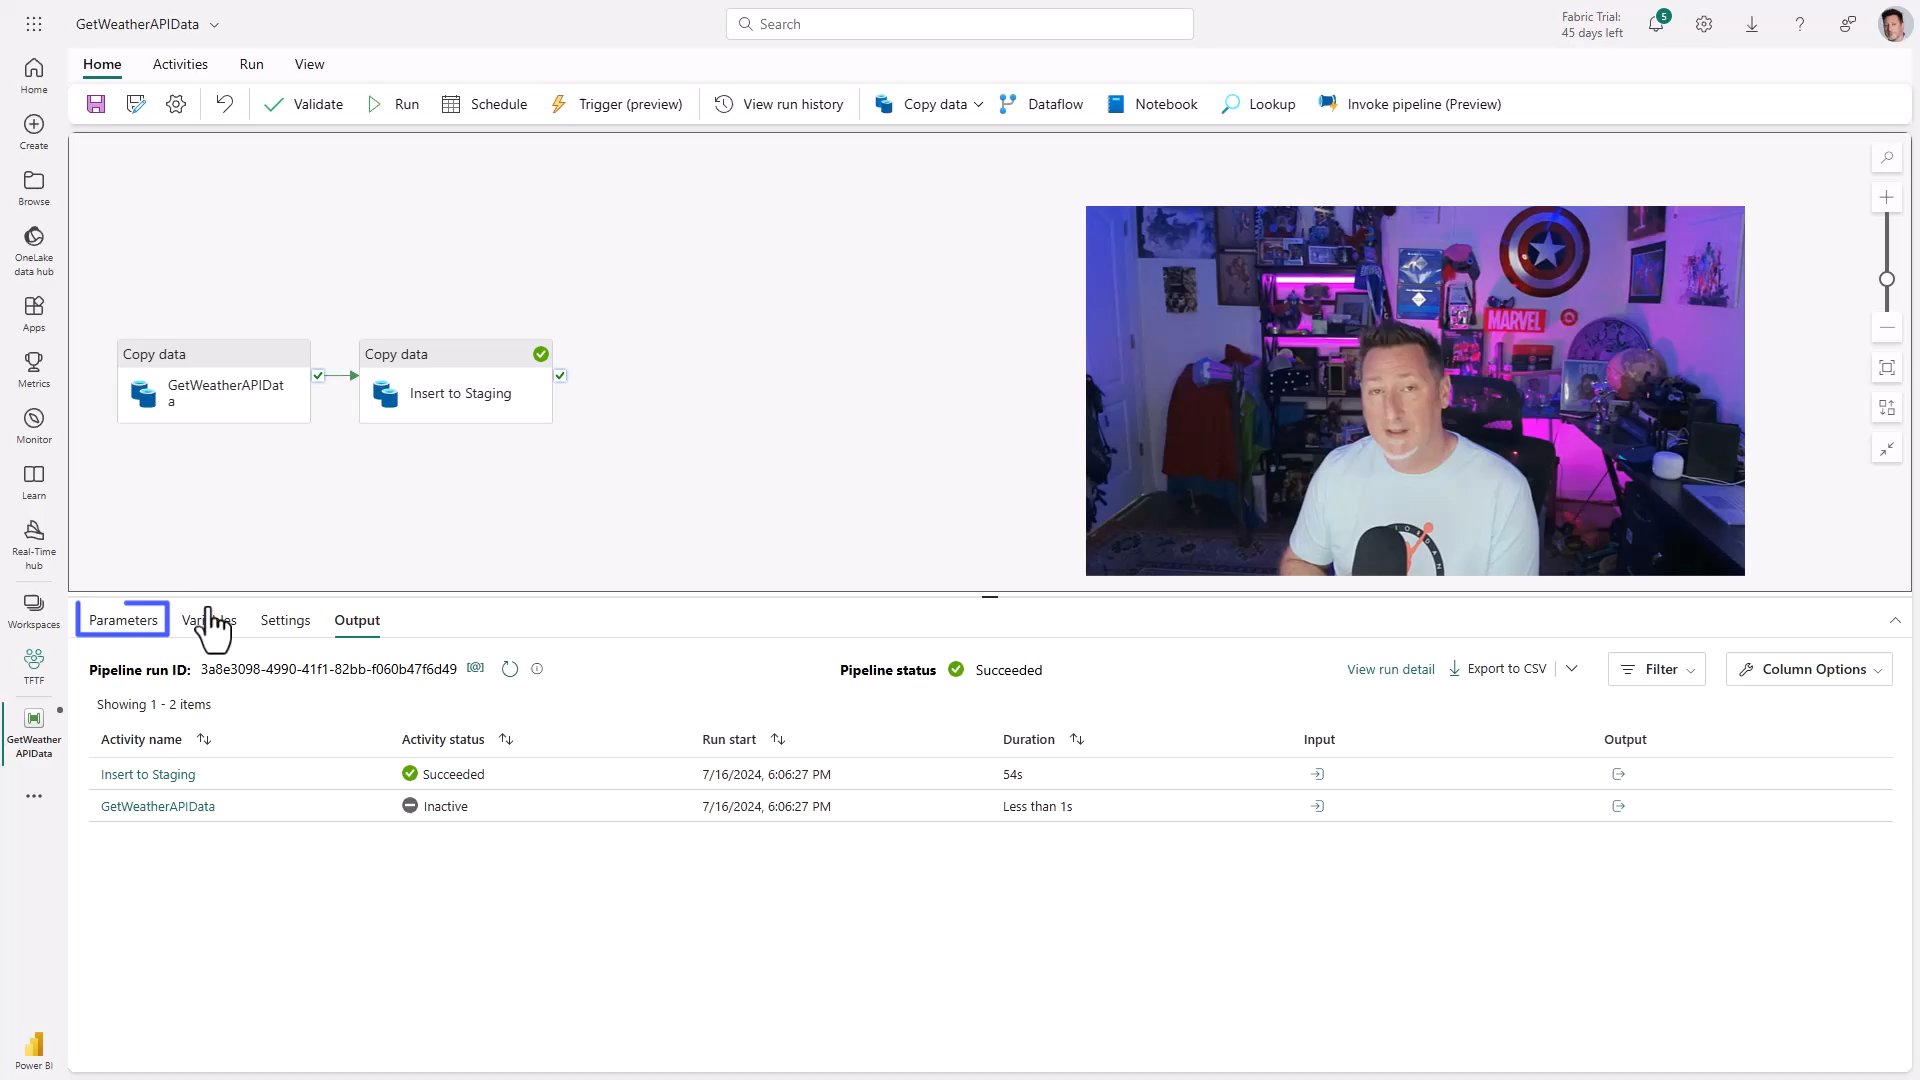 GetWeatherAPIData
Search
Fabric Trial:
45 days left
5
Home
Activities
Run
View
Validate
Run
Schedule
Trigger (preview)
View run history
Copy data
Dataflow
Notebook
Lookup
Invoke pipeline (Preview)
Home
Create
Browse
OneLake
data hub
Apps
Metrics
Monitor
Learn
Real-Time
hub
Workspaces
TFTF
GetWeather
APIData
Power BI
Copy data
GetWeatherAPIDat
a
Copy data
Insert to Staging
MARVEL
Parameters
Variables
Settings
Output
Pipeline run ID: 3a8e3098-4990-41f1-82bb-f060b47f6d49
Pipeline status
Succeeded
View run detail
Export to CSV
Filter
Column Options
Showing 1 - 2 items
Activity name
Activity status
Run start
Duration
Input
Output
Insert to Staging
Succeeded
7/16/2024, 6:06:27 PM
54s
GetWeatherAPIData
Inactive
7/16/2024, 6:06:27 PM
Less than 1s